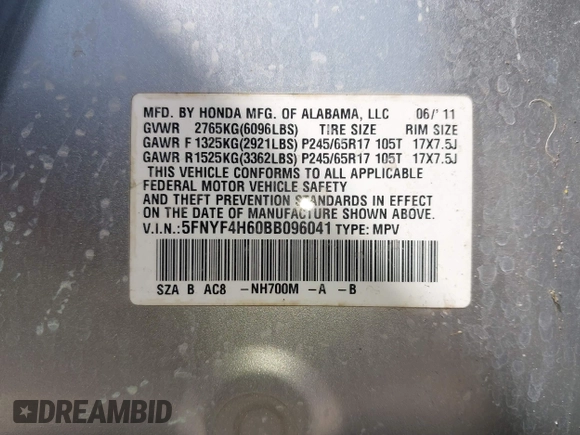 MFD. BY HONDA MFG. OF ALABAMA, LLC 06/'11
GVWR 2765KG(6096LBS) TIRE SIZE RIM SIZE
GAWR F 1325KG(2921LBS) P245/65R17 105T 17X7.5J
GAWR R1525KG(3362LBS) P245/65R17 105T 17X7.5J
THIS VEHICLE CONFORMS TO ALL APPLICABLE
FEDERAL MOTOR VEHICLE SAFETY
AND THEFT PREVENTION STANDARDS IN EFFECT
ON THE DATE OF MANUFACTURE SHOWN ABOVE.
V.I.N.:5FNYF4H60BB096041 TYPE: MPV
SZA B AC8 -NH700M -A -B
DREAMBID